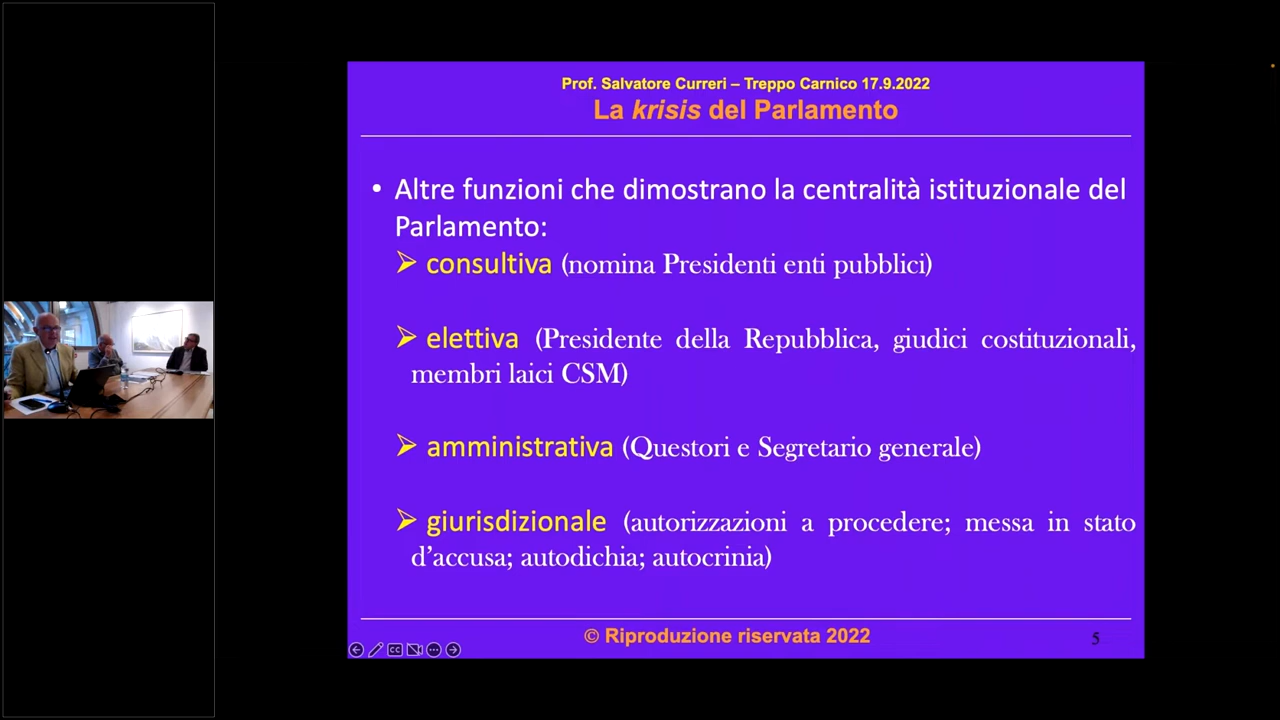 Prof. Salvatore Curreri – Treppo Carnico 17.9.2022
La krisis del Parlamento
• Altre funzioni che dimostrano la centralità istituzionale del
Parlamento:
➢ consultiva (nomina Presidenti enti pubblici)
➢ elettiva (Presidente della Repubblica, giudici costituzionali,
membri laici CSM)
➢ amministrativa (Questori e Segretario generale)
➢ giurisdizionale (autorizzazioni a procedere; messa in stato
d’accusa; autodichia; autocrinia)
© Riproduzione riservata 2022
5
CC